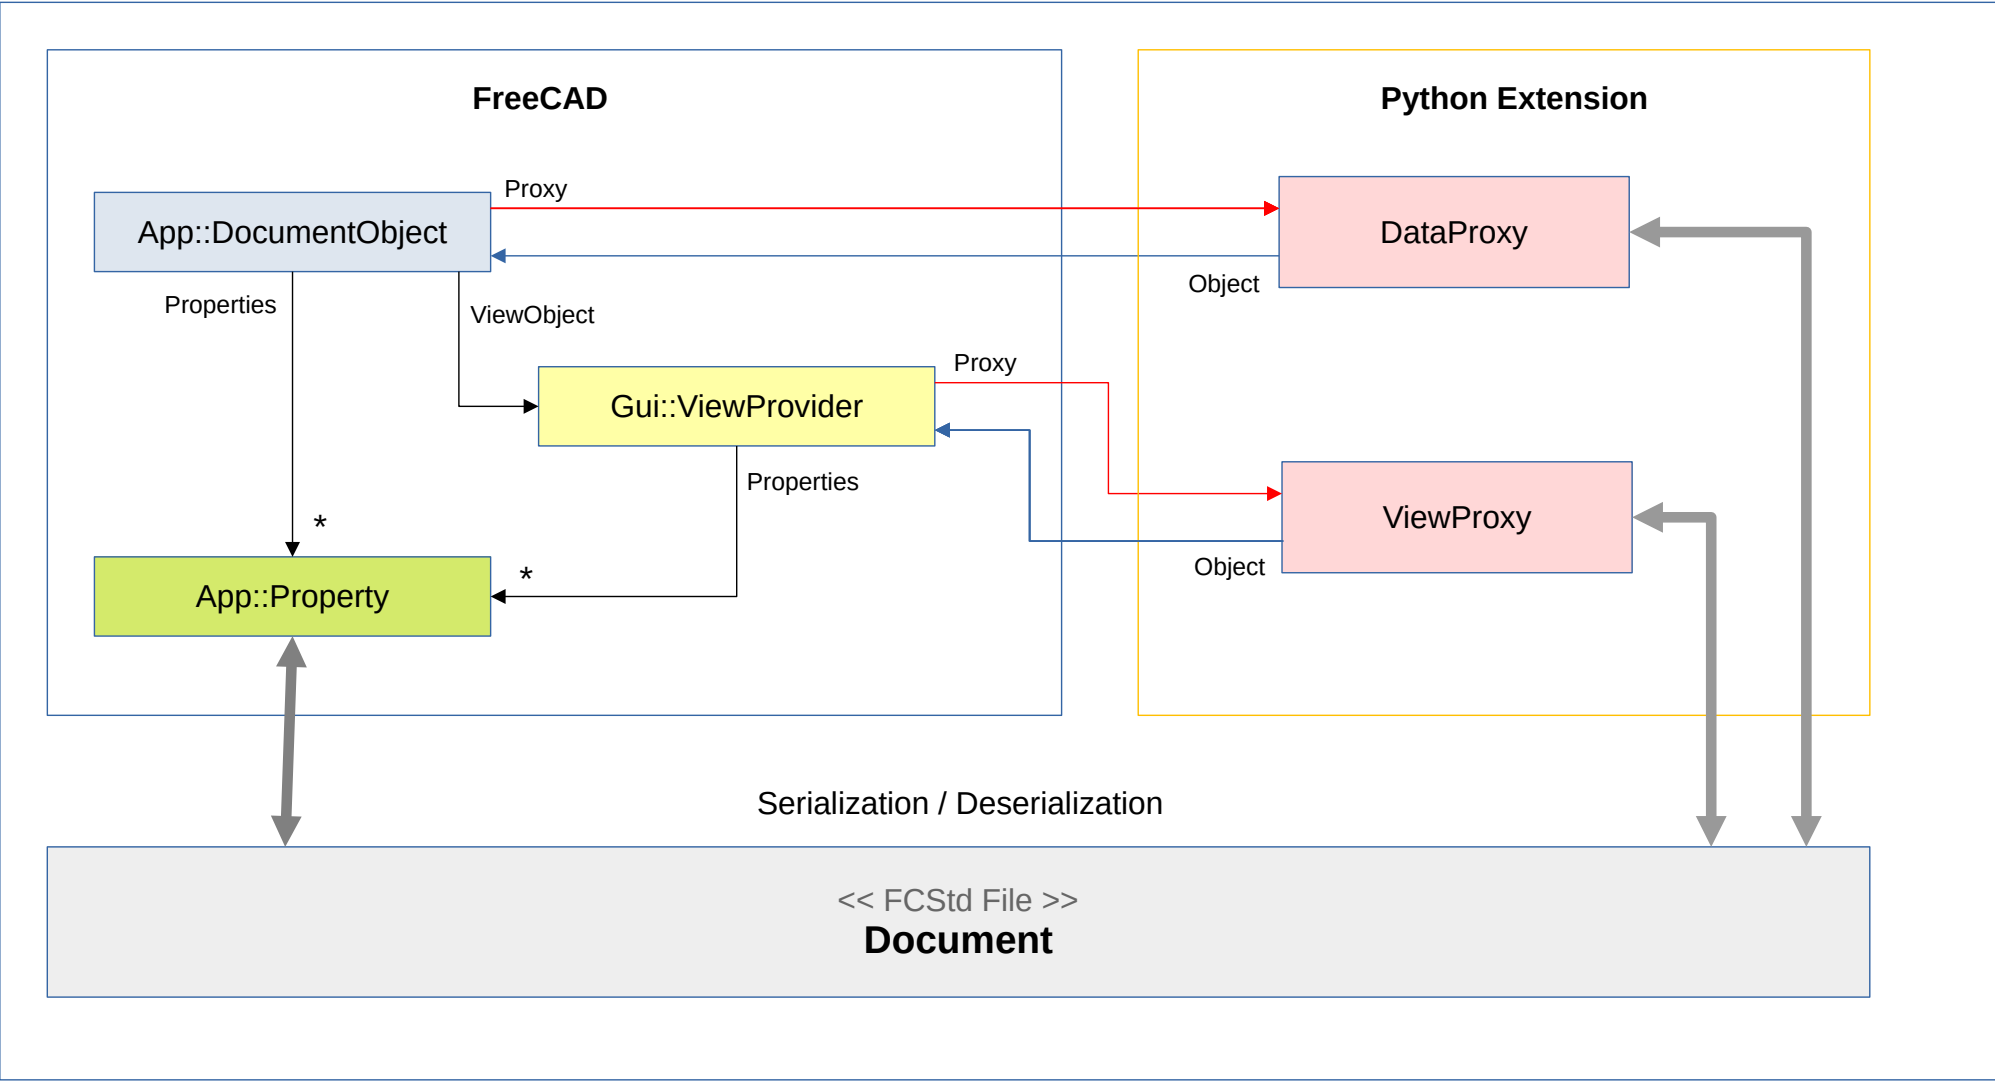 FreeCAD
Python Extension
Proxy
App::DocumentObject
DataProxy
Object
Properties
ViewObject
Proxy
Gui::ViewProvider
Properties
ViewProxy
*
Object
*
App::Property
Serialization / Deserialization
<< FCStd File >>
Document